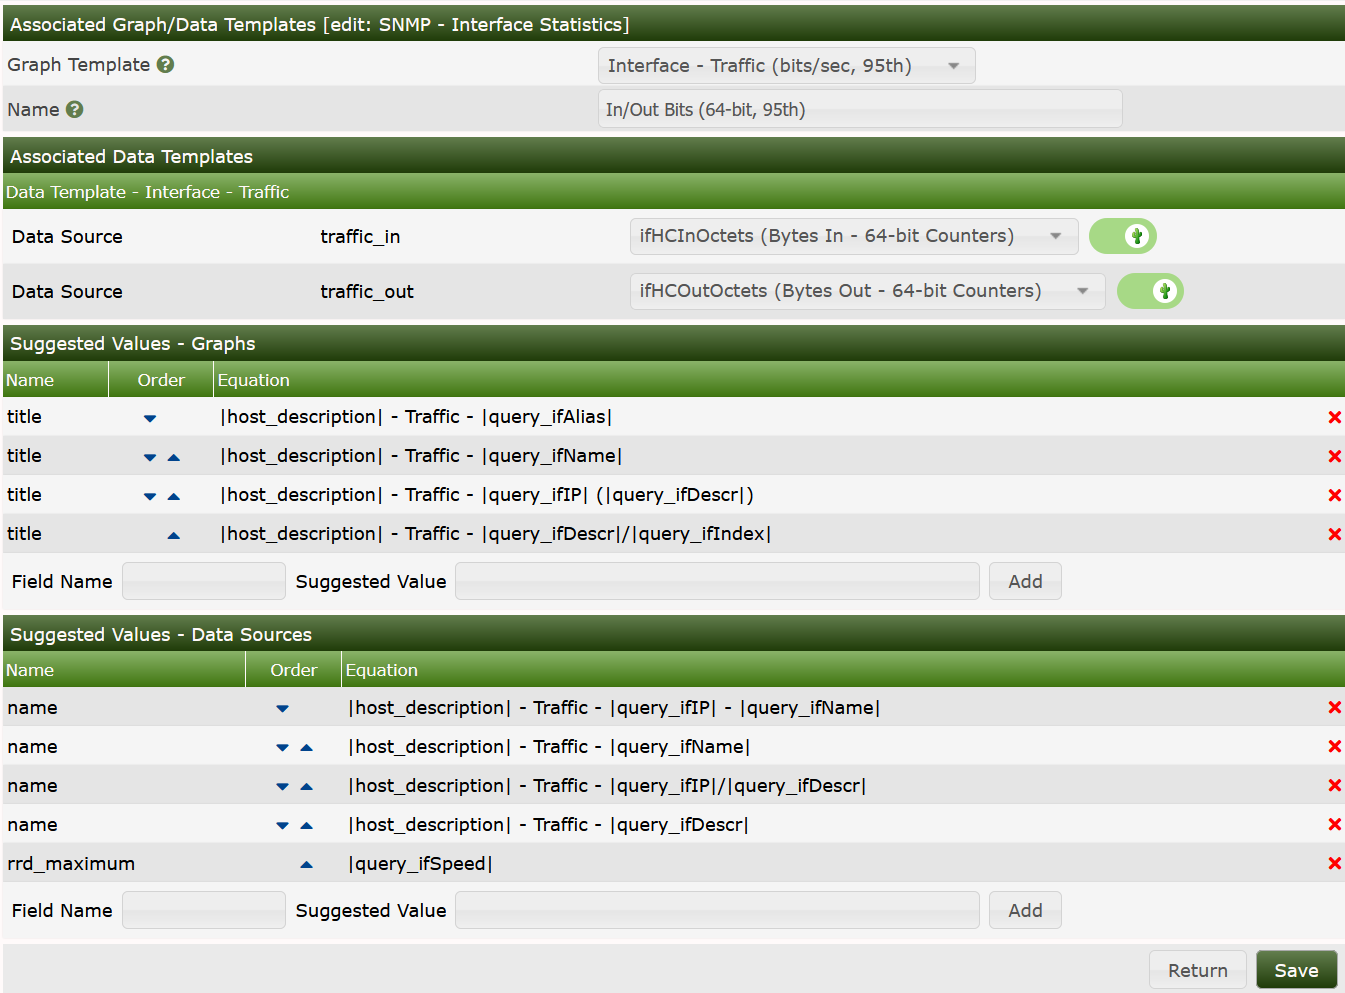 Associated Graph/Data Templates [edit: SNMP - Interface Statistics]
Graph Template ? Interface - Traffic (bits/sec, 95th)
Name ? In/Out Bits (64-bit, 95th)
Associated Data Templates
Data Template - Interface - Traffic
Data Source traffic_in ifHCInOctets (Bytes In - 64-bit Counters)
Data Source traffic_out ifHCOutOctets (Bytes Out - 64-bit Counters)
Suggested Values - Graphs
Name Order Equation
title |host_description| - Traffic - |query_ifAlias|
title |host_description| - Traffic - |query_ifName|
title |host_description| - Traffic - |query_ifIP| (|query_ifDescr|)
title |host_description| - Traffic - |query_ifDescr|/|query_ifIndex|
Field Name Suggested Value Add
Suggested Values - Data Sources
Name Order Equation
name |host_description| - Traffic - |query_ifIP| - |query_ifName|
name |host_description| - Traffic - |query_ifName|
name |host_description| - Traffic - |query_ifIP|/|query_ifDescr|
name |host_description| - Traffic - |query_ifDescr|
rrd_maximum |query_ifSpeed|
Field Name Suggested Value Add
Return Save